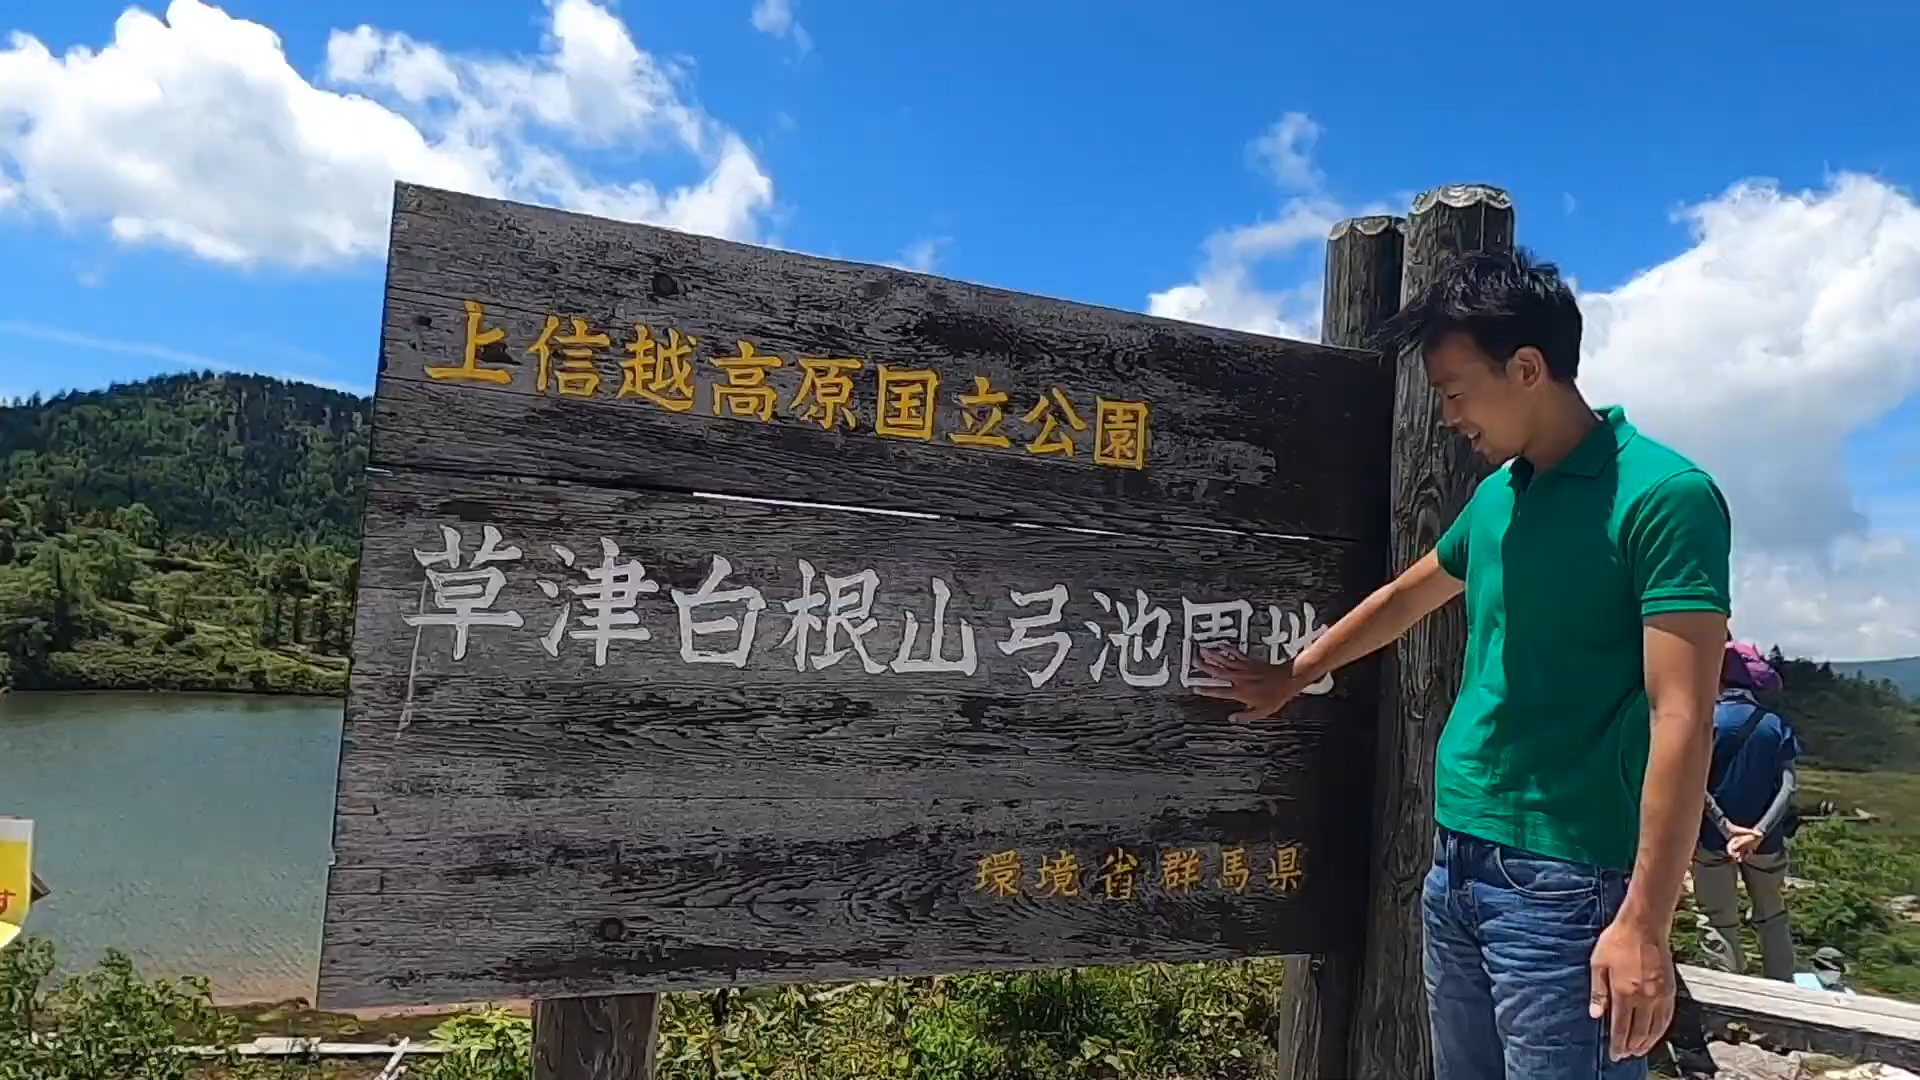 上信越高原国立公園
草津白根山弓池園地
環境省 群馬県
す